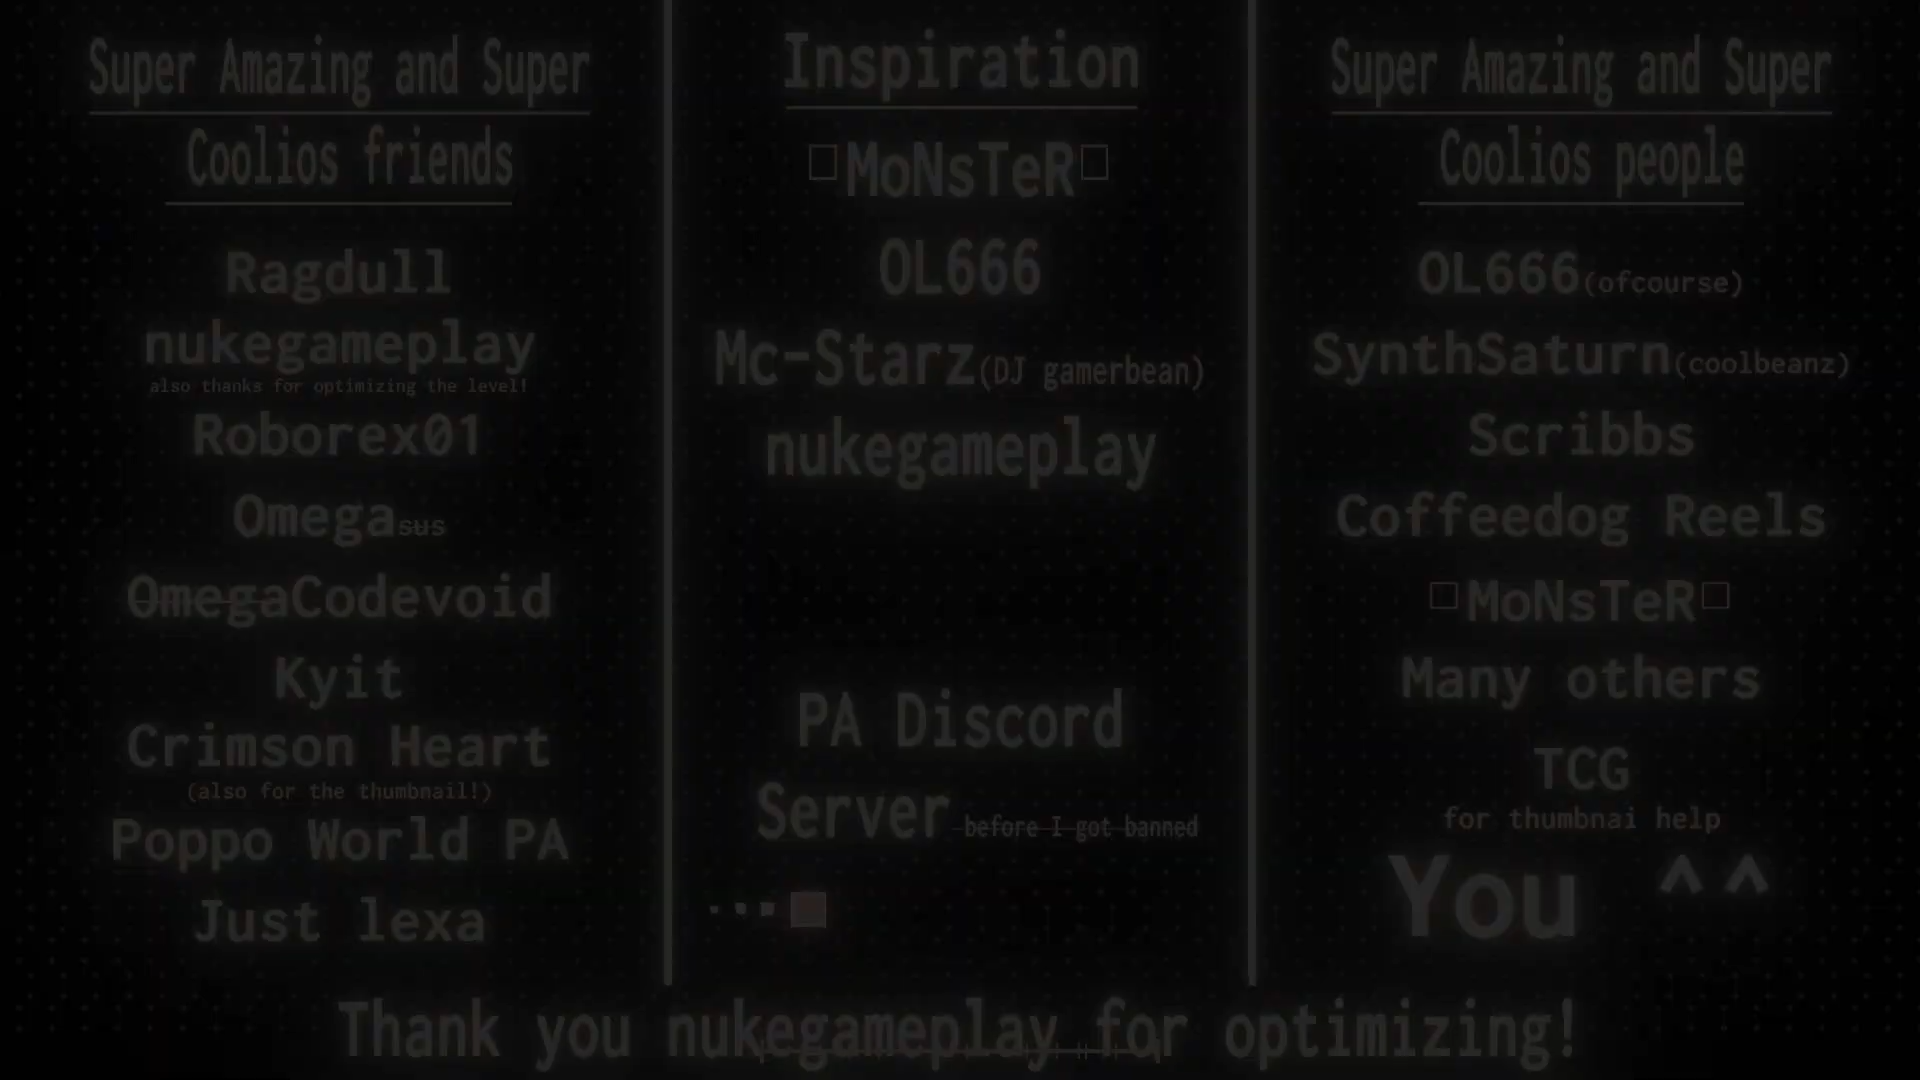 Super Amazing and Super
Coolios friends
Ragdull
nukegameplay
also thanks for optimizing the level!
Roborex01
Omegasus
OmegaCodevoid
Kyit
Crimson Heart
(also for the thumbnail!)
Poppo World PA
Just lexa
Inspiration
□MoNsTeR□
OL666
Mc-Starz(DJ gamerbean)
nukegameplay
PA Discord
Server before I got banned
Super Amazing and Super
Coolios people
OL666(ofcourse)
SynthSaturn(coolbeanz)
Scribbs
Coffeedog Reels
□MoNsTeR□
Many others
TCG
for thumbnai help
You ^^
Thank you nukegameplay for optimizing!